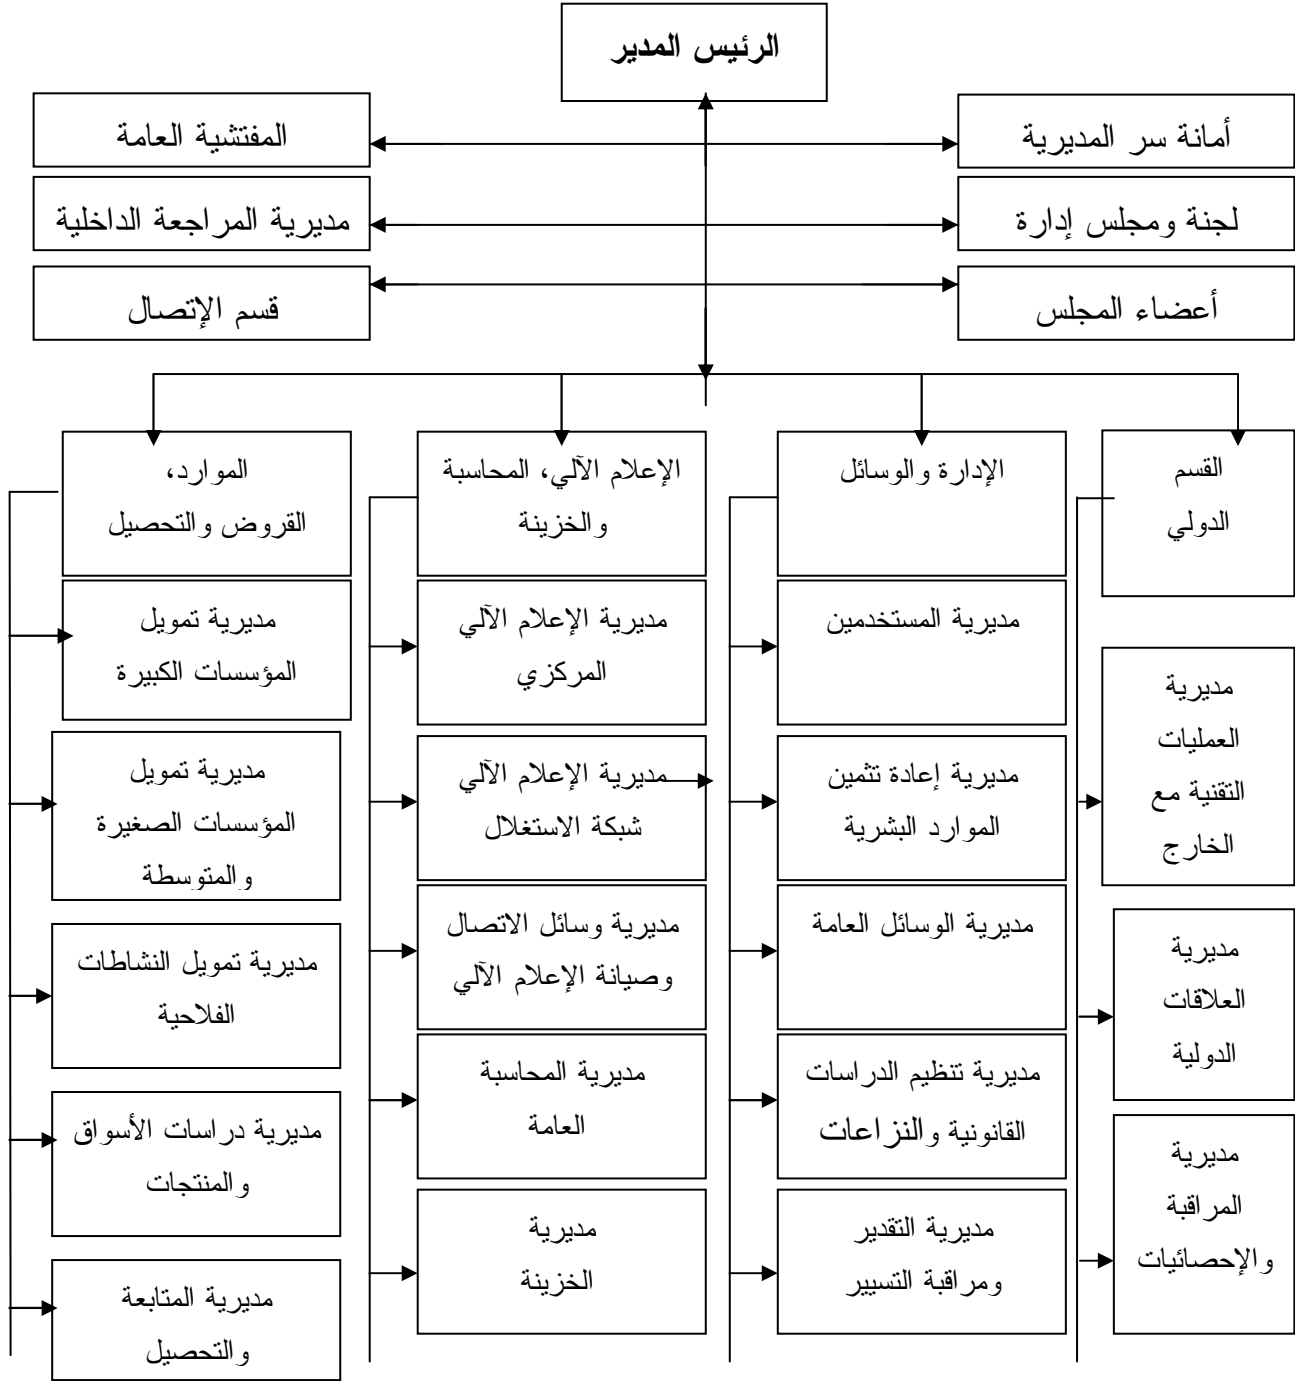 الرئيس المدير
أمانة سر المديرية
المفتشية العامة
لجنة ومجلس إدارة
مديرية المراجعة الداخلية
أعضاء المجلس
قسم الإتصال
القسم
الدولي
مديرية
العمليات
التقنية مع
الخارج
مديرية
العلاقات
الدولية
مديرية
المراقبة
والإحصائيات
الإدارة والوسائل
مديرية المستخدمين
مديرية إعادة تثمين
الموارد البشرية
مديرية الوسائل العامة
مديرية تنظيم الدراسات
القانونية والنزاعات
مديرية التقدير
ومراقبة التسيير
الإعلام الآلي، المحاسبة
والخزينة
مديرية الإعلام الآلي
المركزي
مديرية الإعلام الآلي
شبكة الاستغلال
مديرية وسائل الاتصال
وصيانة الإعلام الآلي
مديرية المحاسبة
العامة
مديرية
الخزينة
الموارد،
القروض والتحصيل
مديرية تمويل
المؤسسات الكبيرة
مديرية تمويل
المؤسسات الصغيرة
والمتوسطة
مديرية تمويل النشاطات
الفلاحية
مديرية دراسات الأسواق
والمنتجات
مديرية المتابعة
والتحصيل